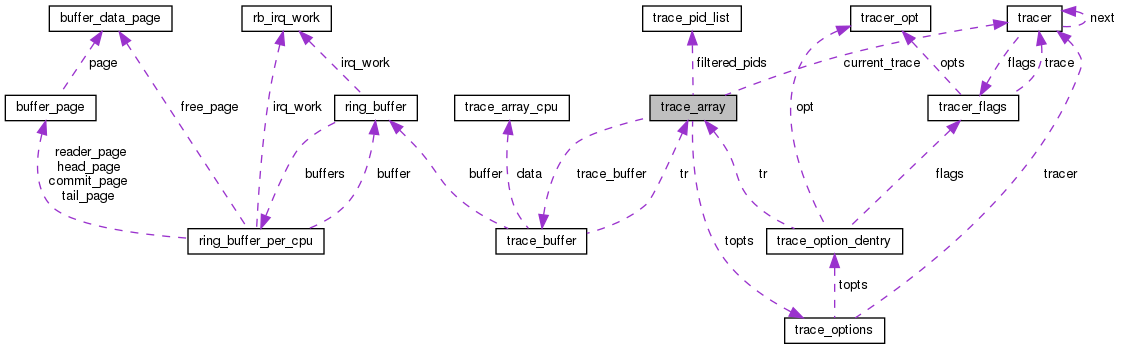 buffer_data_page
rb_irq_work
trace_pid_list
tracer_opt
tracer
next
page
irq_work
filtered_pids
current_trace
opts
flags
trace
buffer_page
free_page
irq_work
ring_buffer
trace_array_cpu
trace_array
opt
tracer_flags
reader_page
head_page
commit_page
tail_page
buffers
buffer
buffer
data
trace_buffer
tr
tr
flags
tracer
ring_buffer_per_cpu
trace_buffer
topts
trace_option_dentry
topts
trace_options